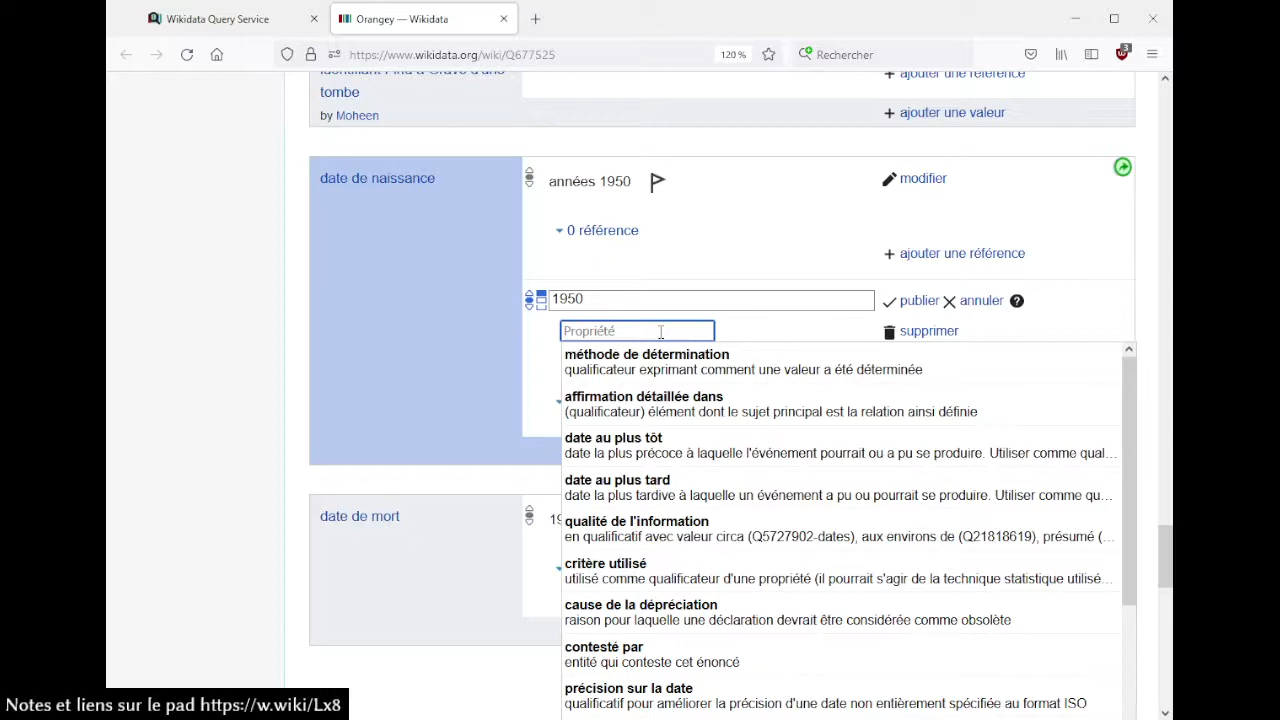 Wikidata Query Service
Orangey — Wikidata
https://www.wikidata.org/wiki/Q677525
120 %
Rechercher
3
identifiant Find a Grave d'une
tombe
by Moheen
ajouter une référence
ajouter une valeur
date de naissance
années 1950
modifier
0 référence
ajouter une référence
1950
publier
annuler
Propriété
supprimer
méthode de détermination
qualificateur exprimant comment une valeur a été déterminée
affirmation détaillée dans
(qualificateur) élément dont le sujet principal est la relation ainsi définie
date au plus tôt
date la plus précoce à laquelle l'événement pourrait ou a pu se produire. Utiliser comme qual…
date au plus tard
date la plus tardive à laquelle un événement a pu ou pourrait se produire. Utiliser comme qu…
qualité de l'information
en qualificatif avec valeur circa (Q5727902-dates), aux environs de (Q21818619), présumé (…
critère utilisé
utilisé comme qualificateur d'une propriété (il pourrait s'agir de la technique statistique utilisé…
cause de la dépréciation
raison pour laquelle une déclaration devrait être considérée comme obsolète
contesté par
entité qui conteste cet énoncé
précision sur la date
qualificatif pour améliorer la précision d'une date non entièrement spécifiée au format ISO
date de mort
19
Notes et liens sur le pad https://w.wiki/Lx8